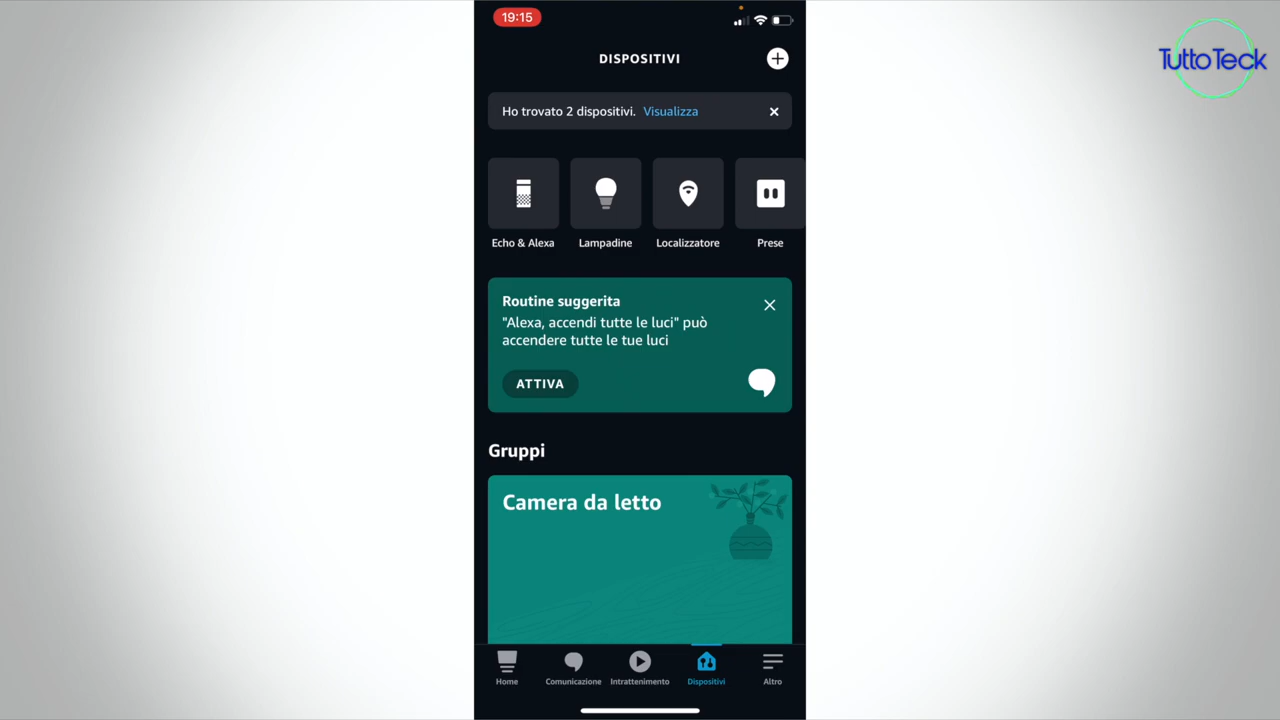 19:15
TuttoTeck
DISPOSITIVI
Ho trovato 2 dispositivi. Visualizza
Echo & Alexa
Lampadine
Localizzatore
Prese
Routine suggerita
"Alexa, accendi tutte le luci" può
accendere tutte le tue luci
ATTIVA
Gruppi
Camera da letto
Home
Comunicazione
Intrattenimento
Dispositivi
Altro